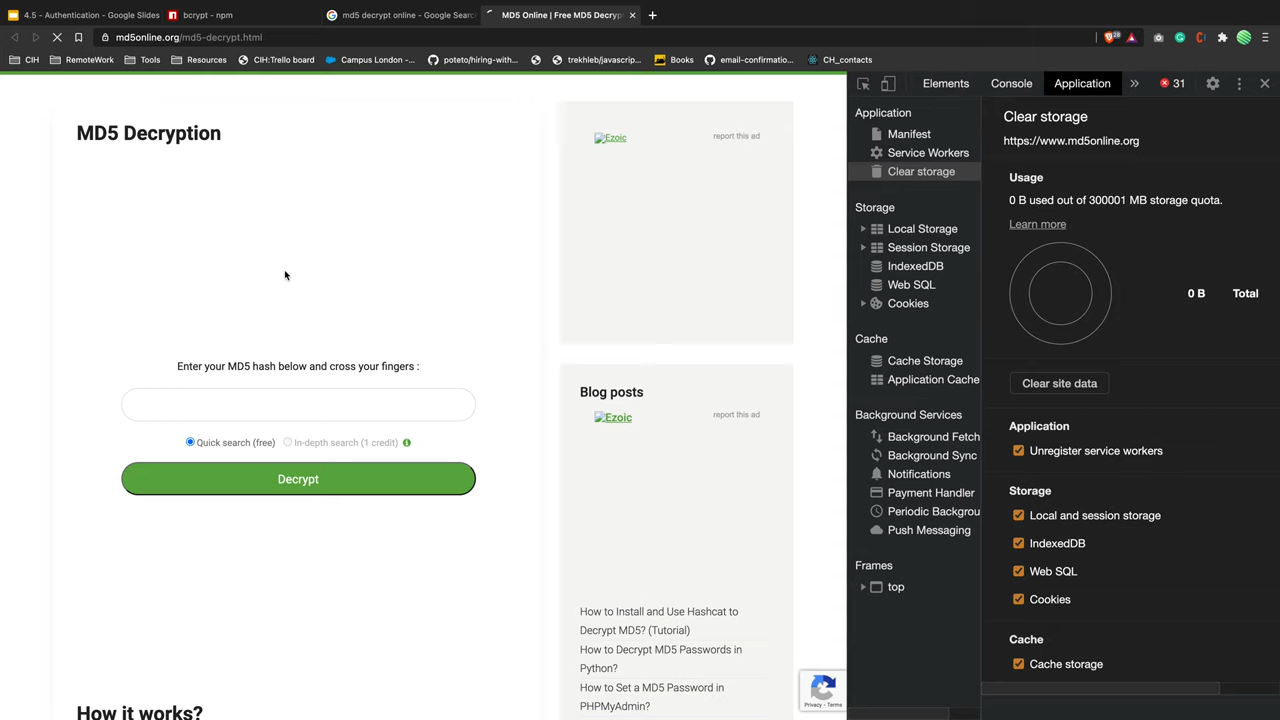 4.5 - Authentication - Google Slides
bcrypt - npm
md5 decrypt online - Google Searc
MD5 Online | Free MD5 Decryp
md5online.org/md5-decrypt.html
28
CIH
RemoteWork
Tools
Resources
CIH:Trello board
Campus London -...
poteto/hiring-with...
trekhleb/javascrip...
Books
email-confirmatio...
CH_contacts
Elements
Console
Application
31
MD5 Decryption
Ezoic
report this ad
Enter your MD5 hash below and cross your fingers :
Quick search (free)
In-depth search (1 credit)
Decrypt
How it works?
Blog posts
Ezoic
report this ad
How to Install and Use Hashcat to
Decrypt MD5? (Tutorial)
How to Decrypt MD5 Passwords in
Python?
How to Set a MD5 Password in
PHPMyAdmin?
Privacy - Terms
Application
Manifest
Service Workers
Clear storage
Storage
Local Storage
Session Storage
IndexedDB
Web SQL
Cookies
Cache
Cache Storage
Application Cache
Background Services
Background Fetch
Background Sync
Notifications
Payment Handler
Periodic Backgrou
Push Messaging
Frames
top
Clear storage
https://www.md5online.org
Usage
0 B used out of 300001 MB storage quota.
Learn more
0 B
Total
Clear site data
Application
Unregister service workers
Storage
Local and session storage
IndexedDB
Web SQL
Cookies
Cache
Cache storage